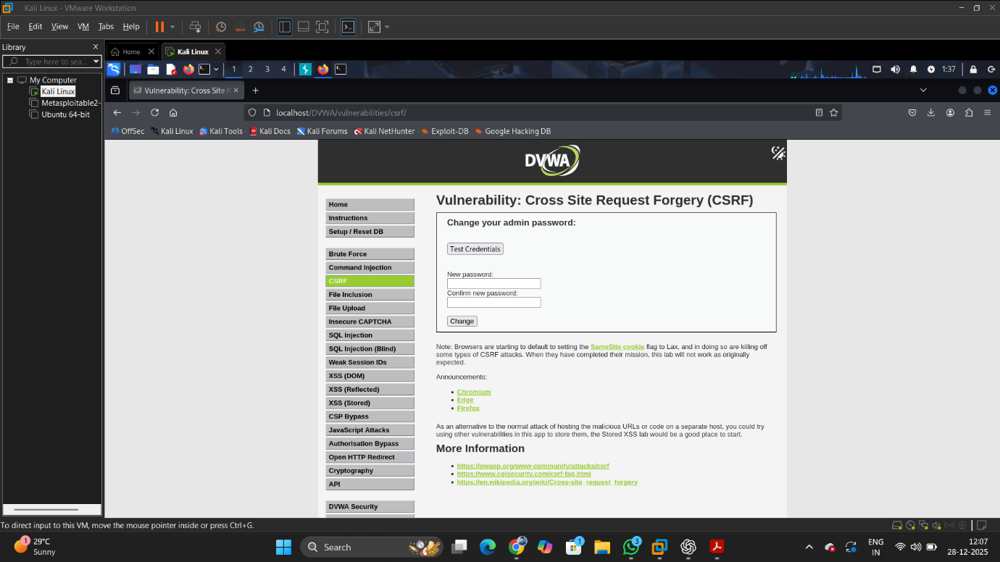 Kali Linux - VMware Workstation
File Edit View VM Tabs Help
Library
Type here to sea...
My Computer
Kali Linux
Metasploitable2-
Ubuntu 64-bit
Home
Kali Linux
1 2 3 4
1:37
Vulnerability: Cross Site R
localhost/DVWA/vulnerabilities/csrf/
OffSec Kali Linux Kali Tools Kali Docs Kali Forums Kali NetHunter Exploit-DB Google Hacking DB
DVWA
Home
Instructions
Setup / Reset DB
Brute Force
Command Injection
CSRF
File Inclusion
File Upload
Insecure CAPTCHA
SQL Injection
SQL Injection (Blind)
Weak Session IDs
XSS (DOM)
XSS (Reflected)
XSS (Stored)
CSP Bypass
JavaScript Attacks
Authorisation Bypass
Open HTTP Redirect
Cryptography
API
DVWA Security
Vulnerability: Cross Site Request Forgery (CSRF)
Change your admin password:
Test Credentials
New password:
Confirm new password:
Change
Note: Browsers are starting to default to setting the SameSite cookie flag to Lax, and in doing so are killing off
some types of CSRF attacks. When they have completed their mission, this lab will not work as originally
expected.
Announcements:
Chromium
Edge
Firefox
As an alternative to the normal attack of hosting the malicious URLs or code on a separate host, you could try
using other vulnerabilities in this app to store them, the Stored XSS lab would be a good place to start.
More Information
https://owasp.org/www-community/attacks/csrf
https://www.cgisecurity.com/csrf-faq.html
https://en.wikipedia.org/wiki/Cross-site_request_forgery
To direct input to this VM, move the mouse pointer inside or press Ctrl+G.
1
29°C
Sunny
Search
1
3
ENG
IN
12:07
28-12-2025